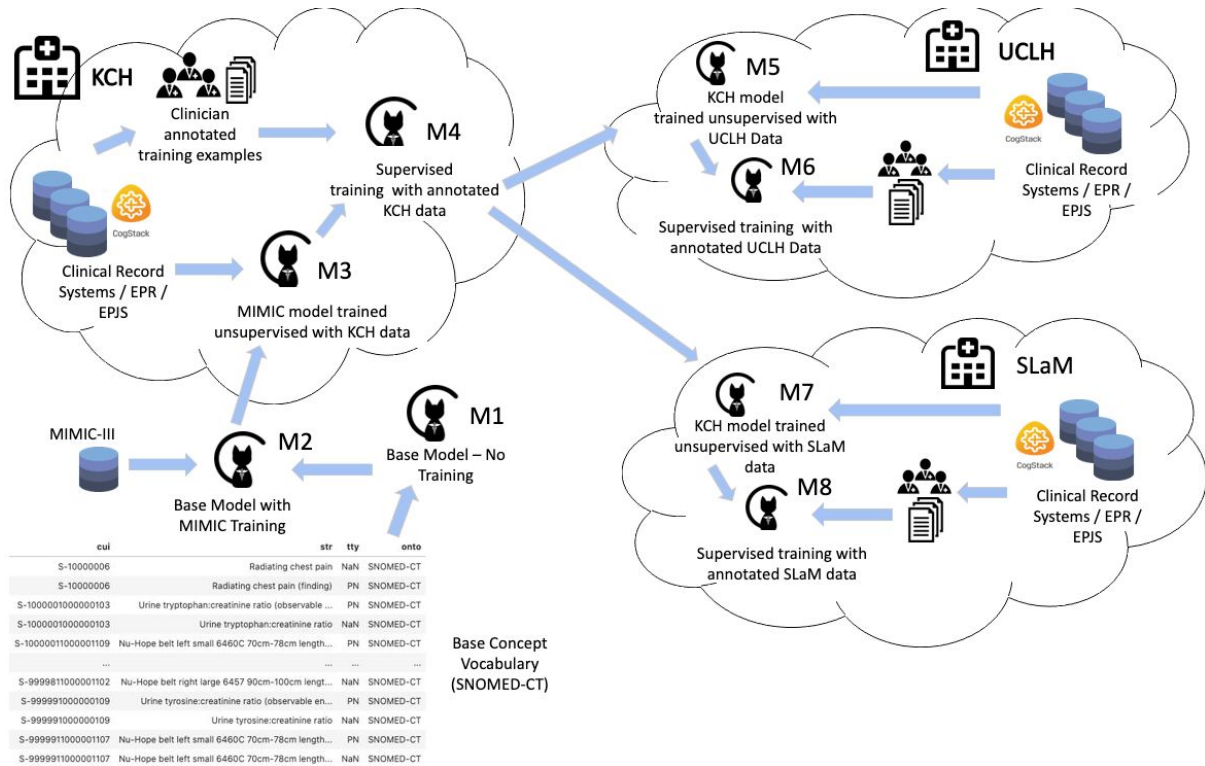 KCH
Clinician
annotated
training examples
M4
Supervised
training with annotated
KCH data
CogStack
Clinical Record
Systems / EPR /
EPJS
M3
MIMIC model trained
unsupervised with KCH data
M5
KCH model
trained unsupervised with
UCLH Data
UCLH
CogStack
M6
Supervised training with
annotated UCLH Data
Clinical Record
Systems / EPR /
EPJS
M7
KCH model trained
unsupervised with SLaM
data
SLaM
CogStack
M8
Supervised training with
annotated SLaM data
Clinical Record
Systems / EPR /
EPJS
MIMIC-III
M2
Base Model with
MIMIC Training
M1
Base Model – No
Training
cui str tty onto
S-10000006 Radiating chest pain NaN SNOMED-CT
S-10000006 Radiating chest pain (finding) PN SNOMED-CT
S-1000001000000103 Urine tryptophan:creatinine ratio (observable ... PN SNOMED-CT
S-1000001000000103 Urine tryptophan:creatinine ratio NaN SNOMED-CT
S-10000011000001109 Nu-Hope belt left small 6460C 70cm-78cm length... PN SNOMED-CT
... ... ... ...
S-9999811000001102 Nu-Hope belt right large 6457 90cm-100cm lengt... NaN SNOMED-CT
S-999991000000109 Urine tyrosine:creatinine ratio (observable en... PN SNOMED-CT
S-999991000000109 Urine tyrosine:creatinine ratio NaN SNOMED-CT
S-9999911000001107 Nu-Hope belt left small 6460C 70cm-78cm length... PN SNOMED-CT
S-9999911000001107 Nu-Hope belt left small 6460C 70cm-78cm length... NaN SNOMED-CT
Base Concept
Vocabulary
(SNOMED-CT)